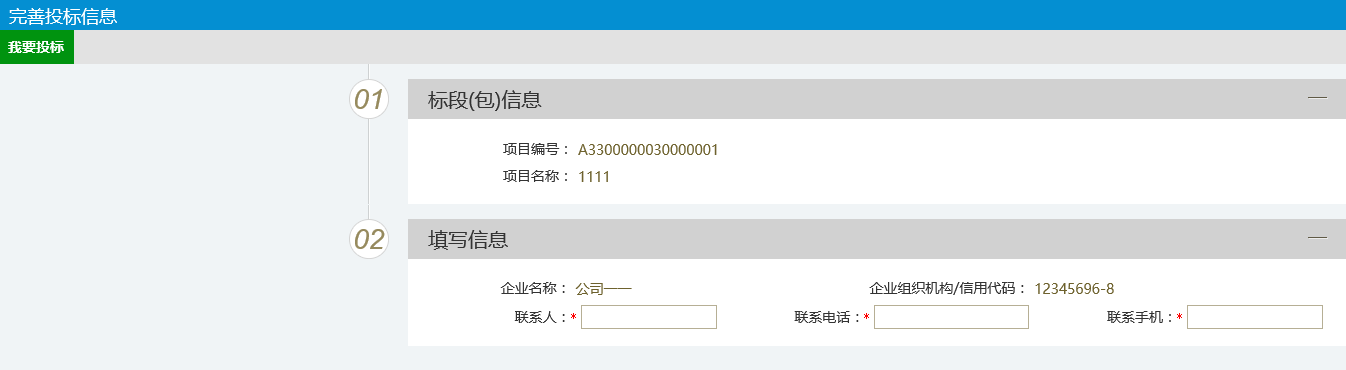 完善投标信息
我要投标
01 标段(包)信息
项目编号： A3300000030000001
项目名称： 1111
02 填写信息
企业名称： 公司一一 企业组织机构/信用代码： 12345696-8
联系人：* 联系电话：* 联系手机：*